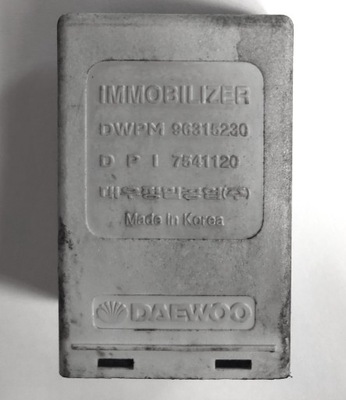 IMMOBILIZER
DWPM 96315230
D P I 7541120
대우정밀공업(주)
Made in Korea
DAEWOO